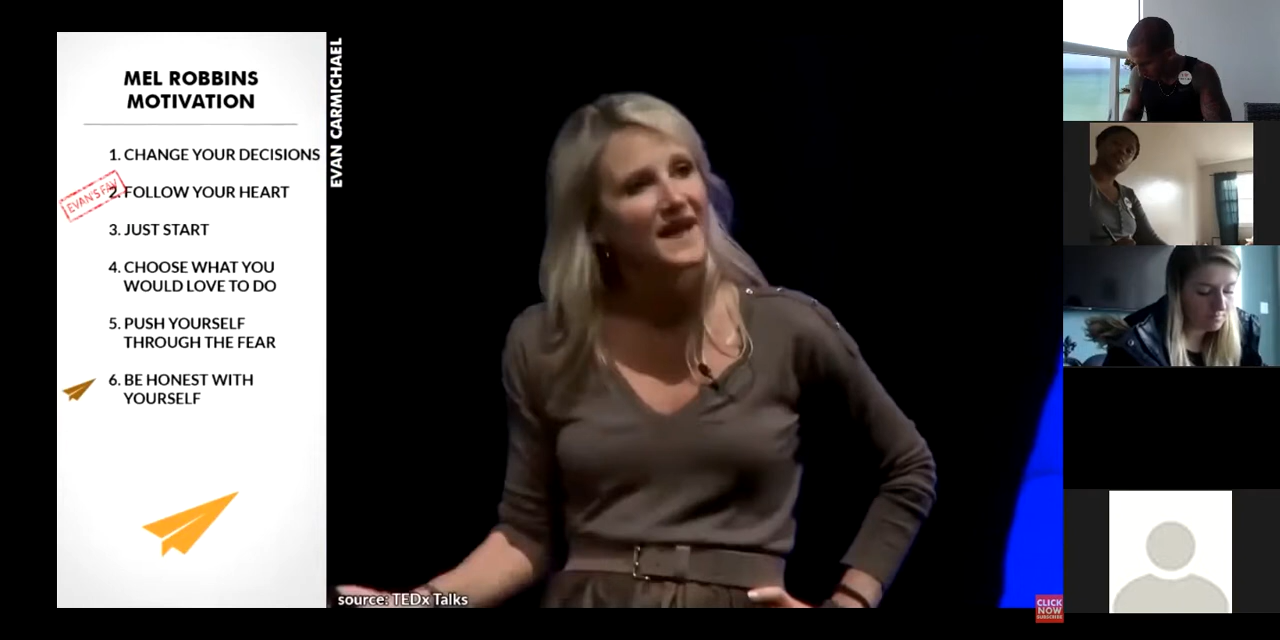 MEL ROBBINS
MOTIVATION
1. CHANGE YOUR DECISIONS
EVAN'S FAV
2. FOLLOW YOUR HEART
3. JUST START
4. CHOOSE WHAT YOU
WOULD LOVE TO DO
5. PUSH YOURSELF
THROUGH THE FEAR
6. BE HONEST WITH
YOURSELF
EVAN CARMICHAEL
source: TEDx Talks
CLICK
NOW
SUBSCRIBE